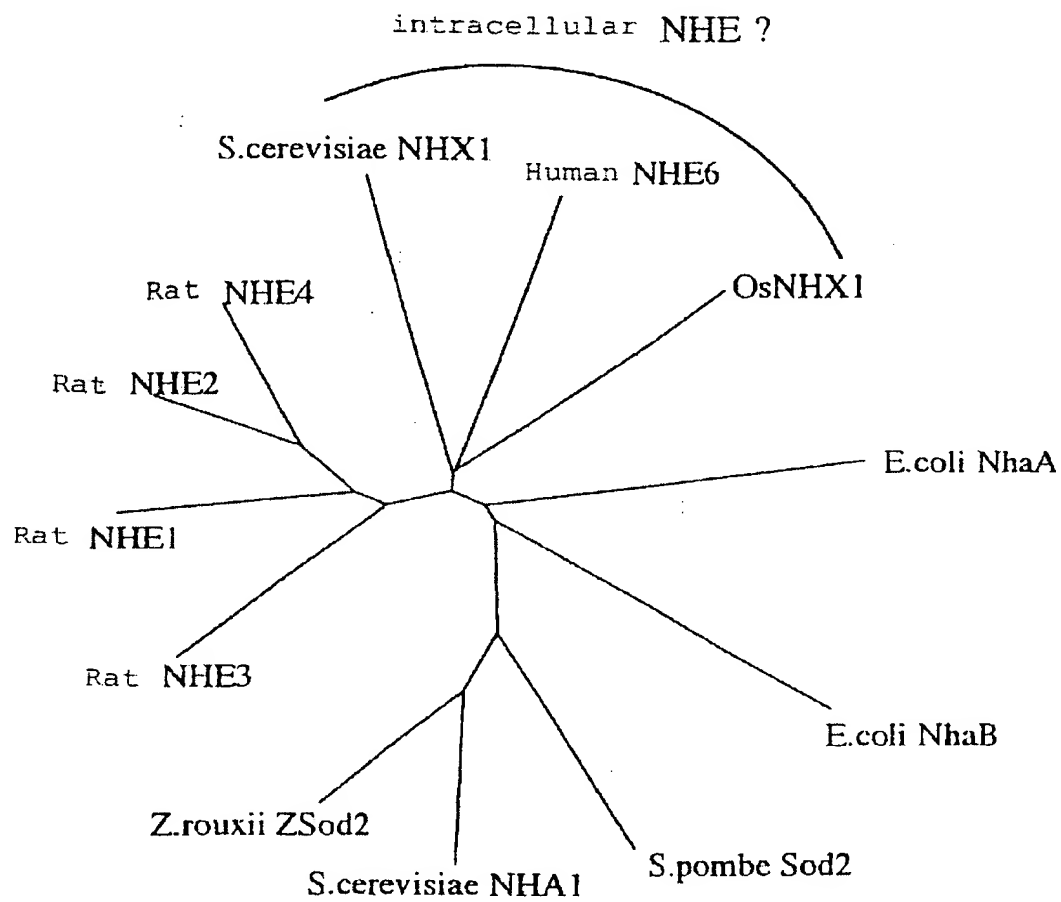 intracellular NHE ?
S.cerevisiae NHX1
Human NHE6
Rat NHE4
OsNHX1
Rat NHE2
E.coli NhaA
Rat NHE1
Rat NHE3
E.coli NhaB
Z.rouxii ZSod2
S.pombe Sod2
S.cerevisiae NHA1